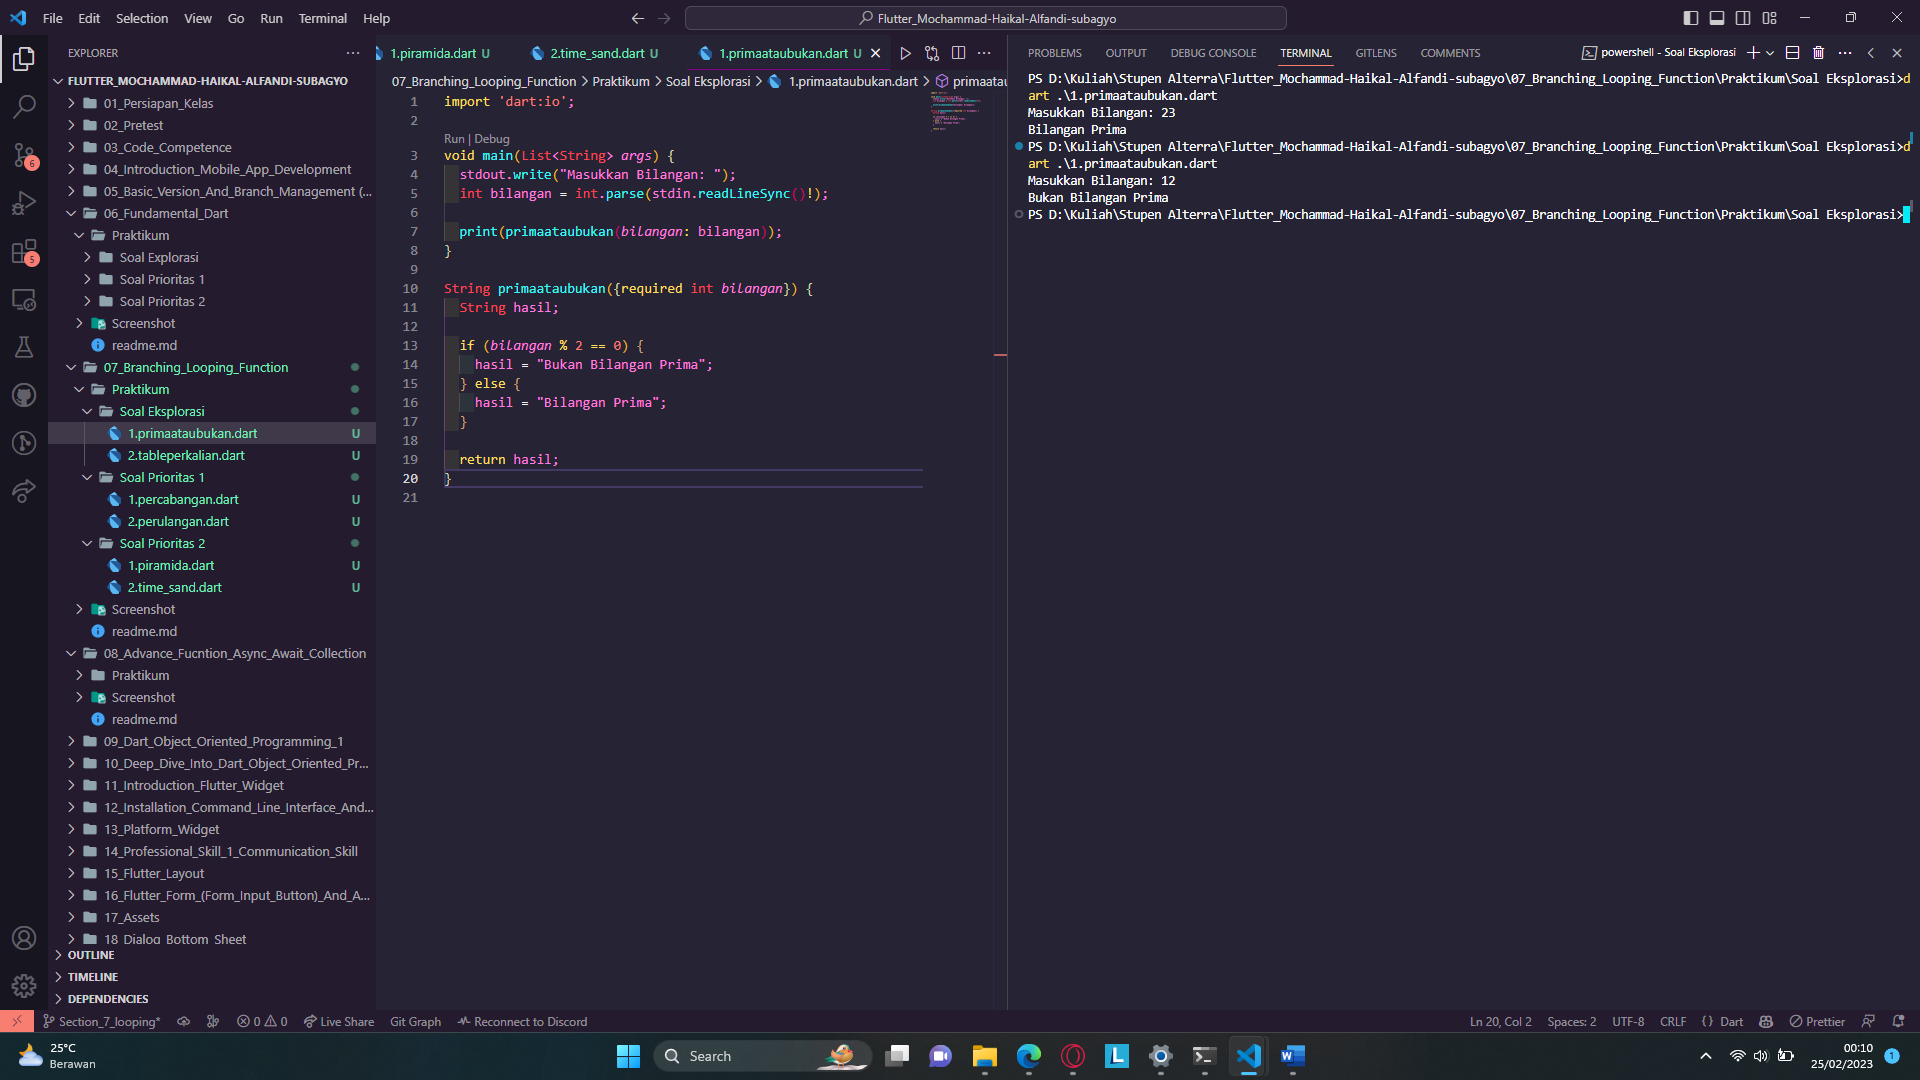 File Edit Selection View Go Run Terminal Help
Flutter_Mochammad-Haikal-Alfandi-subagyo
EXPLORER
FLUTTER_MOCHAMMAD-HAIKAL-ALFANDI-SUBAGYO
01_Persiapan_Kelas
02_Pretest
03_Code_Competence
04_Introduction_Mobile_App_Development
05_Basic_Version_And_Branch_Management (...
06_Fundamental_Dart
Praktikum
Soal Explorasi
Soal Prioritas 1
Soal Prioritas 2
Screenshot
readme.md
07_Branching_Looping_Function
Praktikum
Soal Eksplorasi
1.primaataubukan.dart U
2.tableperkalian.dart U
Soal Prioritas 1
1.percabangan.dart U
2.perulangan.dart U
Soal Prioritas 2
1.piramida.dart U
2.time_sand.dart U
Screenshot
readme.md
08_Advance_Fucntion_Async_Await_Collection
Praktikum
Screenshot
readme.md
09_Dart_Object_Oriented_Programming_1
10_Deep_Dive_Into_Dart_Object_Oriented_Pr...
11_Introduction_Flutter_Widget
12_Installation_Command_Line_Interface_And...
13_Platform_Widget
14_Professional_Skill_1_Communication_Skill
15_Flutter_Layout
16_Flutter_Form_(Form_Input_Button)_And_A...
17_Assets
18_Dialog_Bottom_Sheet
OUTLINE
TIMELINE
DEPENDENCIES
6
5
1.piramida.dart U 2.time_sand.dart U 1.primaataubukan.dart U
07_Branching_Looping_Function > Praktikum > Soal Eksplorasi > 1.primaataubukan.dart > primaatau
1 import 'dart:io';
2
Run | Debug
3 void main(List<String> args) {
4 stdout.write("Masukkan Bilangan: ");
5 int bilangan = int.parse(stdin.readLineSync()!);
6
7 print(primaataubukan(bilangan: bilangan));
8 }
9
10 String primaataubukan({required int bilangan}) {
11 String hasil;
12
13 if (bilangan % 2 == 0) {
14 hasil = "Bukan Bilangan Prima";
15 } else {
16 hasil = "Bilangan Prima";
17 }
18
19 return hasil;
20 }
21
PROBLEMS OUTPUT DEBUG CONSOLE TERMINAL GITLENS COMMENTS
powershell - Soal Eksplorasi
PS D:\Kuliah\Stupen Alterra\Flutter_Mochammad-Haikal-Alfandi-subagyo\07_Branching_Looping_Function\Praktikum\Soal Eksplorasi>d
art .\1.primaataubukan.dart
Masukkan Bilangan: 23
Bilangan Prima
PS D:\Kuliah\Stupen Alterra\Flutter_Mochammad-Haikal-Alfandi-subagyo\07_Branching_Looping_Function\Praktikum\Soal Eksplorasi>d
art .\1.primaataubukan.dart
Masukkan Bilangan: 12
Bukan Bilangan Prima
PS D:\Kuliah\Stupen Alterra\Flutter_Mochammad-Haikal-Alfandi-subagyo\07_Branching_Looping_Function\Praktikum\Soal Eksplorasi>
Section_7_looping* 0 0 Live Share Git Graph Reconnect to Discord
Ln 20, Col 2 Spaces: 2 UTF-8 CRLF { } Dart Prettier
25°C
Berawan
Search
L
W
00:10
25/02/2023
1